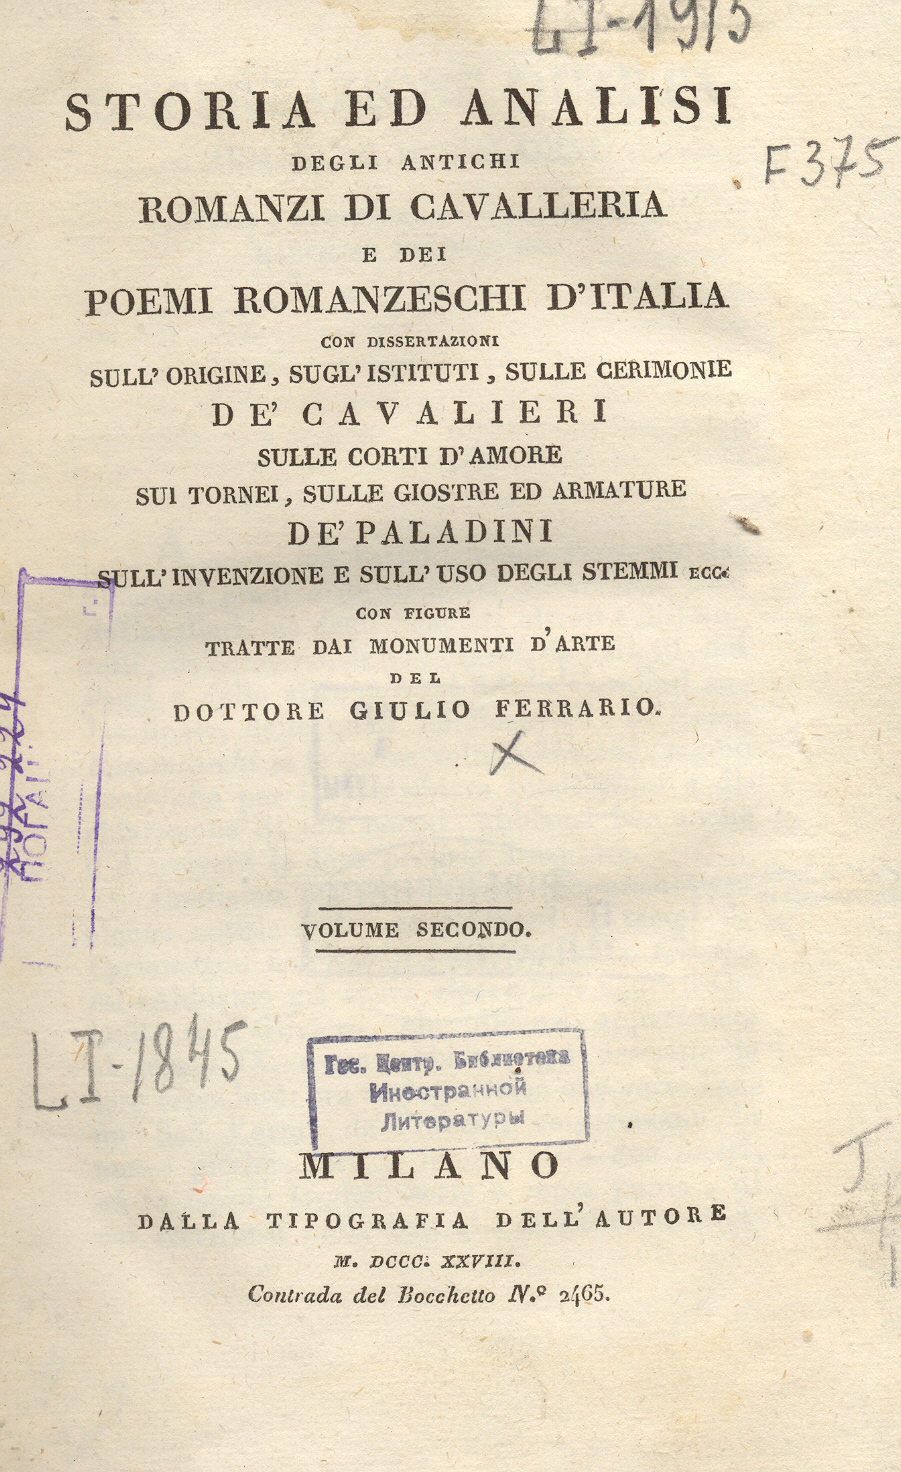 LI-1915
STORIA ED ANALISI
DEGLI ANTICHI
F 375
ROMANZI DI CAVALLERIA
E DEI
POEMI ROMANZESCHI D'ITALIA
CON DISSERTAZIONI
SULL' ORIGINE, SUGL' ISTITUTI, SULLE CERIMONIE
DE' CAVALIERI
SULLE CORTI D' AMORE
SUI TORNEI, SULLE GIOSTRE ED ARMATURE
DE' PALADINI
SULL' INVENZIONE E SULL' USO DEGLI STEMMI ECC.
CON FIGURE
TRATTE DAI MONUMENTI D'ARTE
DEL
DOTTORE GIULIO FERRARIO.
VOLUME SECONDO.
LI-1845
Гос. Центр. Библиотека
Иностранной
Литературы
MILANO
DALLA TIPOGRAFIA DELL' AUTORE
M. DCCC. XXVIII.
Contrada del Bocchetto N.º 2465.